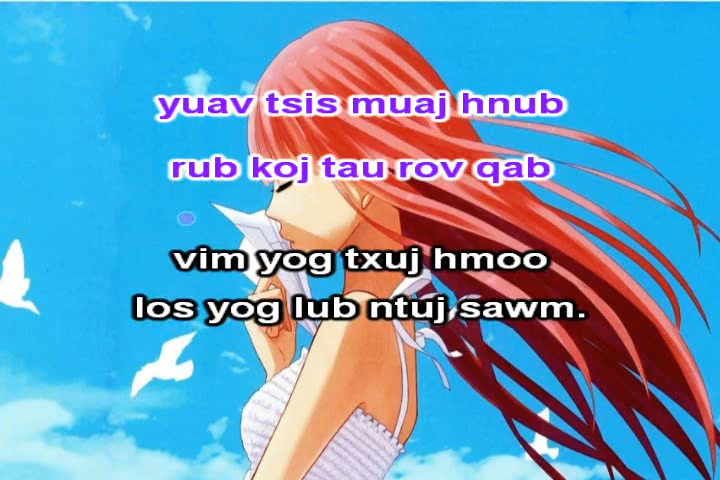 yuav tsis muaj hnub
rub koj tau rov qab
vim yog txuj hmoo
los yog lub ntuj sawm.